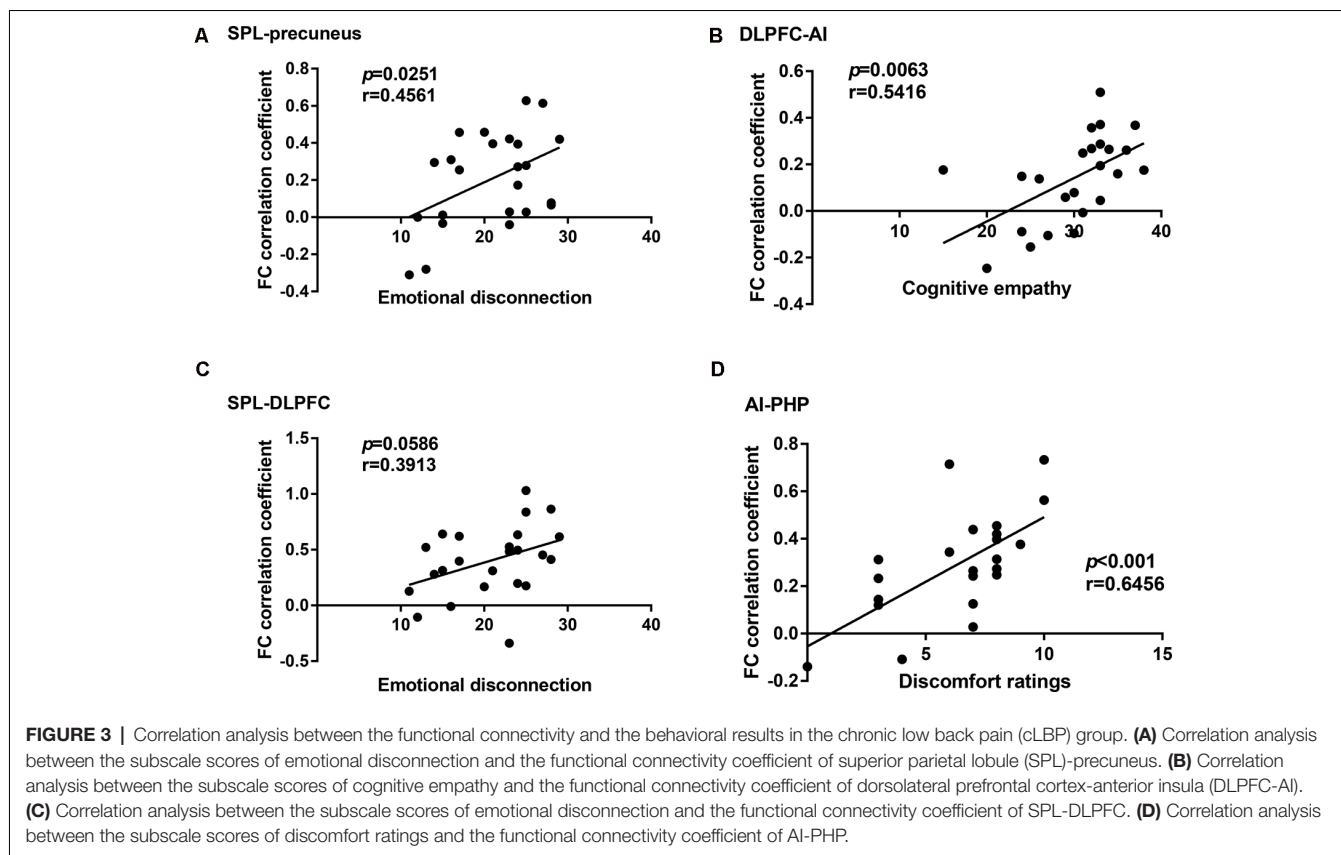 A SPL-precuneus
p=0.0251
r=0.4561
FC correlation coefficient
0.8
0.6
0.4
0.2
0.0
-0.2
-0.4
10 20 30 40
Emotional disconnection
B DLPFC-AI
p=0.0063
r=0.5416
FC correlation coefficient
0.6
0.4
0.2
0.0
-0.2
-0.4
10 20 30 40
Cognitive empathy
C
SPL-DLPFC
p=0.0586
r=0.3913
FC correlation coefficient
1.5
1.0
0.5
0.0
-0.5
10 20 30 40
Emotional disconnection
D
AI-PHP
FC correlation coefficient
0.8
0.6
0.4
0.2
0.0
-0.2
p<0.001
r=0.6456
5 10 15
Discomfort ratings
FIGURE 3 | Correlation analysis between the functional connectivity and the behavioral results in the chronic low back pain (cLBP) group. (A) Correlation analysis
between the subscale scores of emotional disconnection and the functional connectivity coefficient of superior parietal lobule (SPL)-precuneus. (B) Correlation
analysis between the subscale scores of cognitive empathy and the functional connectivity coefficient of dorsolateral prefrontal cortex-anterior insula (DLPFC-AI).
(C) Correlation analysis between the subscale scores of emotional disconnection and the functional connectivity coefficient of SPL-DLPFC. (D) Correlation analysis
between the subscale scores of discomfort ratings and the functional connectivity coefficient of AI-PHP.